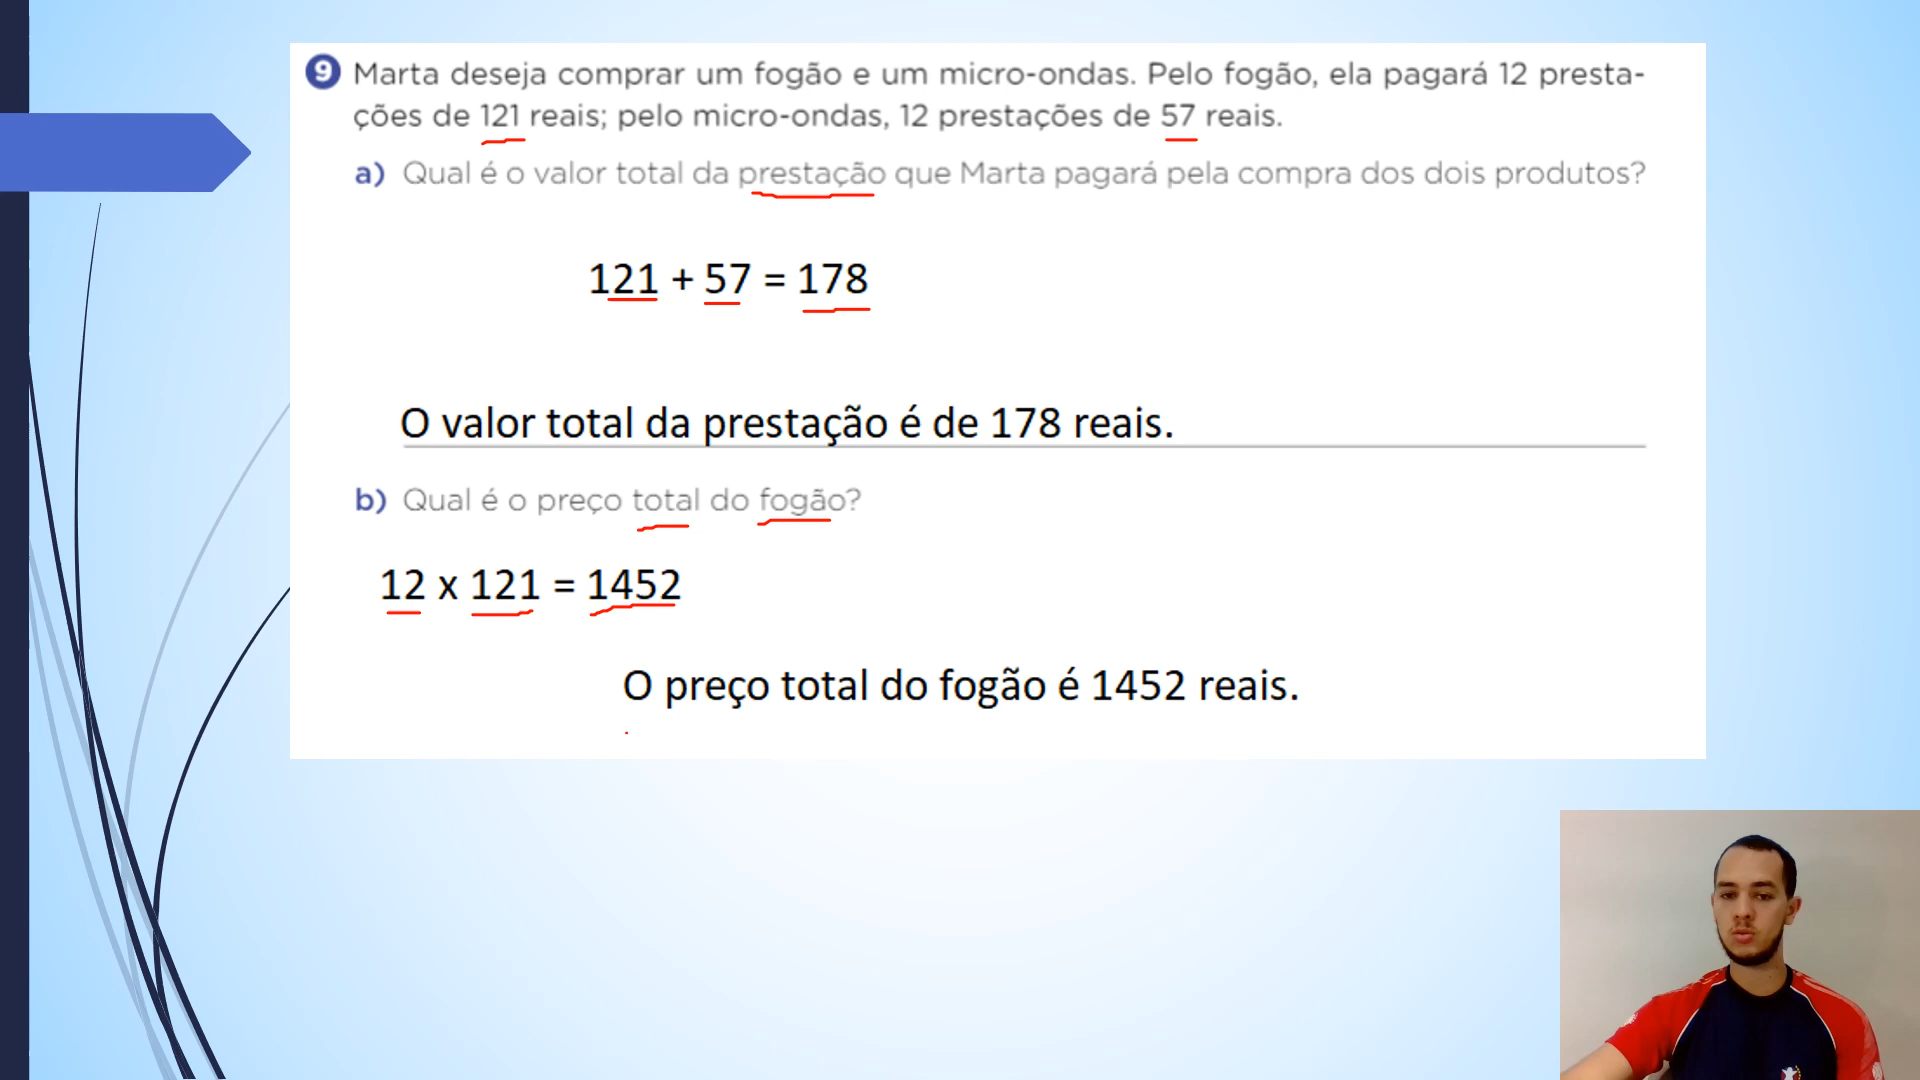 9 Marta deseja comprar um fogão e um micro-ondas. Pelo fogão, ela pagará 12 presta-
ções de 121 reais; pelo micro-ondas, 12 prestações de 57 reais.
a) Qual é o valor total da prestação que Marta pagará pela compra dos dois produtos?
121 + 57 = 178
O valor total da prestação é de 178 reais.
b) Qual é o preço total do fogão?
12 x 121 = 1452
O preço total do fogão é 1452 reais.